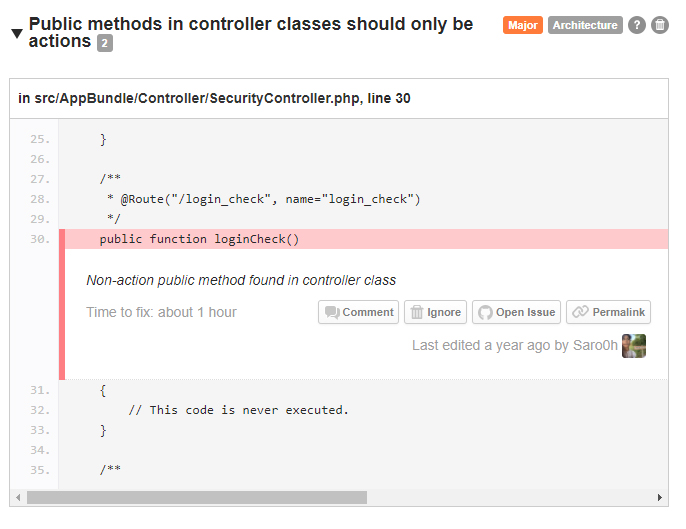 Public methods in controller classes should only be
actions 2
Major Architecture ?
in src/AppBundle/Controller/SecurityController.php, line 30
25. }
26.
27. /**
28. * @Route("/login_check", name="login_check")
29. */
30. public function loginCheck()
Non-action public method found in controller class
Time to fix: about 1 hour
Comment Ignore Open Issue Permalink
Last edited a year ago by Saro0h
31. {
32. // This code is never executed.
33. }
34.
35. /**